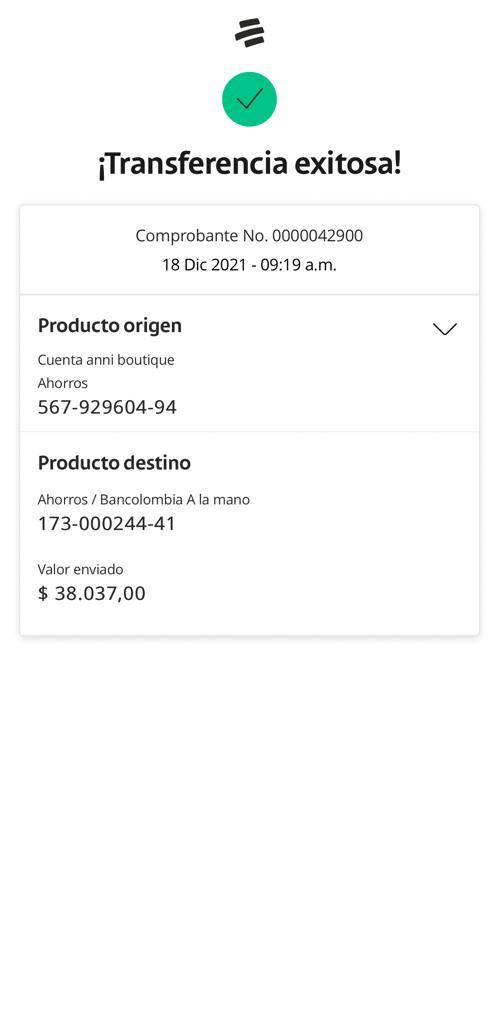 ¡Transferencia exitosa!
Comprobante No. 0000042900
18 Dic 2021 - 09:19 a.m.
Producto origen
Cuenta anni boutique
Ahorros
567-929604-94
Producto destino
Ahorros / Bancolombia A la mano
173-000244-41
Valor enviado
$ 38.037,00